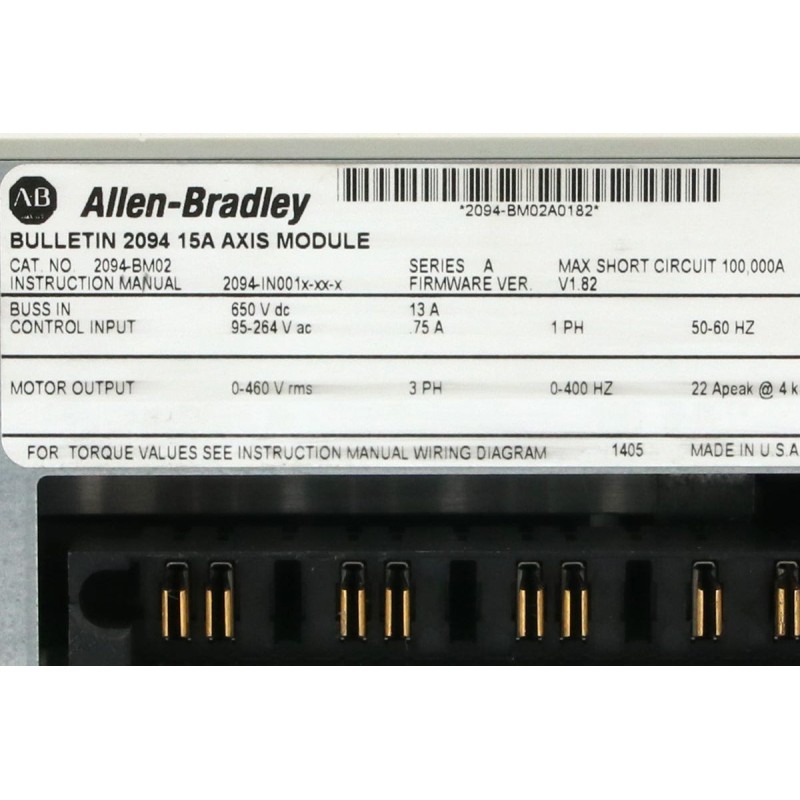 AB Allen-Bradley
*2094-BM02A0182*
BULLETIN 2094 15A AXIS MODULE
CAT. NO. 2094-BM02 SERIES A MAX SHORT CIRCUIT 100,000A
INSTRUCTION MANUAL 2094-IN001x-xx-x FIRMWARE VER. V1.82
BUSS IN 650 V dc 13 A
CONTROL INPUT 95-264 V ac .75 A 1 PH 50-60 HZ
MOTOR OUTPUT 0-460 V rms 3 PH 0-400 HZ 22 Apeak @ 4 k
FOR TORQUE VALUES SEE INSTRUCTION MANUAL WIRING DIAGRAM 1405 MADE IN U.S.A